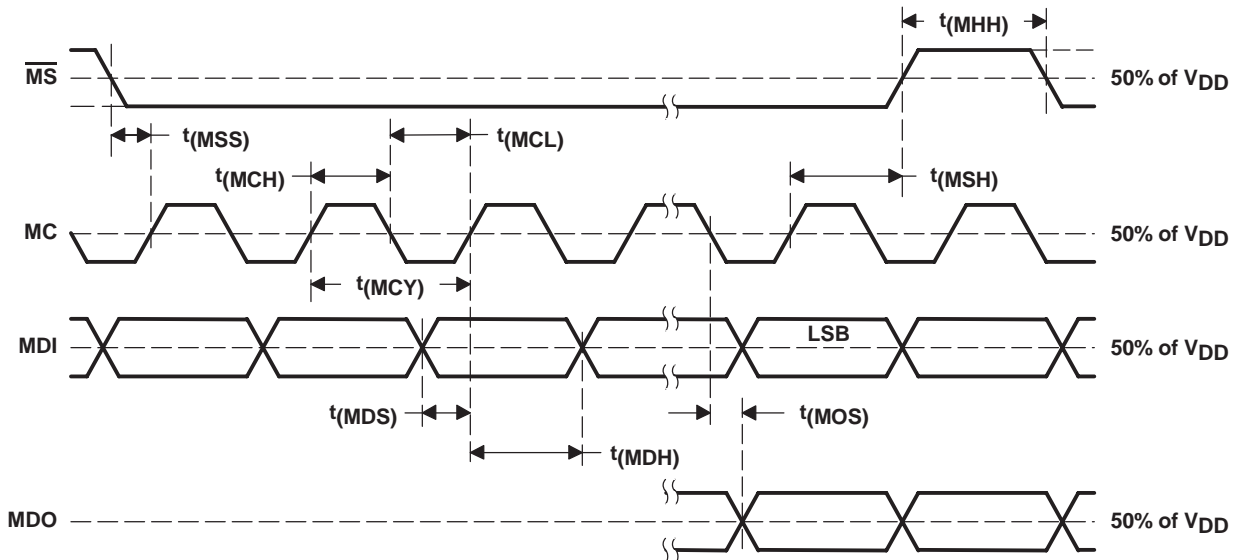 t(MHH)
MS
50% of VDD
t(MSS)
t(MCL)
t(MCH)
t(MSH)
MC
50% of VDD
t(MCY)
MDI
LSB
50% of VDD
t(MDS)
t(MOS)
t(MDH)
MDO
50% of VDD